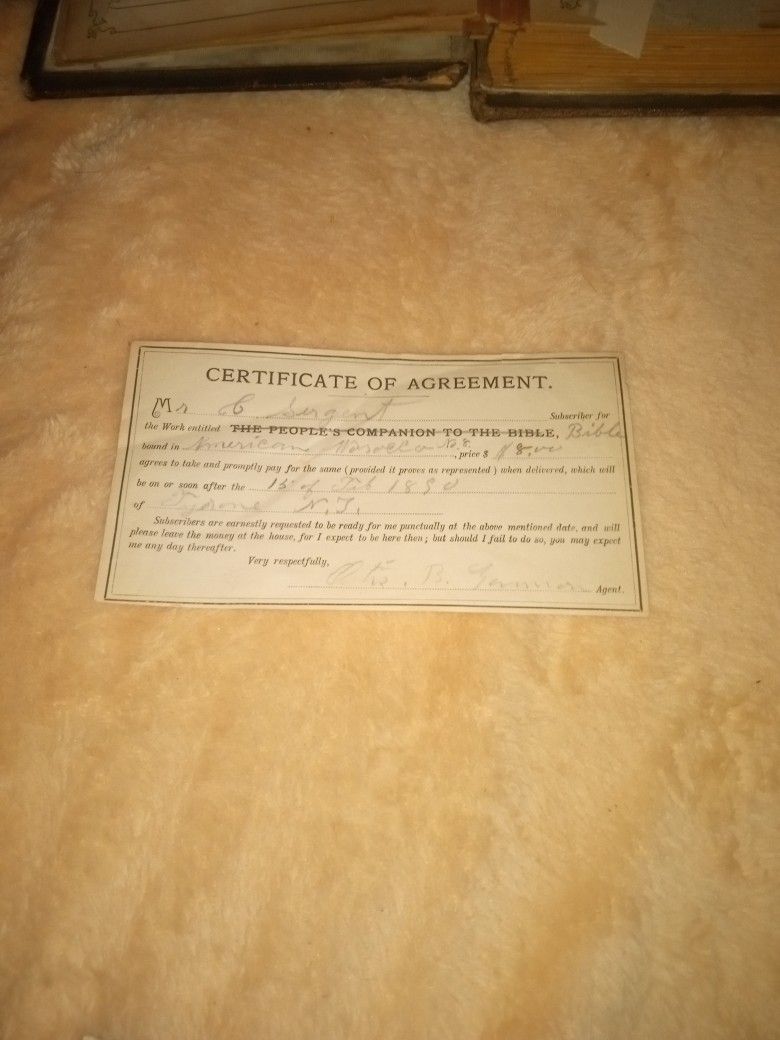 CERTIFICATE OF AGREEMENT.
Mr C Sergent Subscriber for
the Work entitled THE PEOPLE'S COMPANION TO THE BIBLE, Bible
bound in American Morocco No. 8, price $ 8.00
agrees to take and promptly pay for the same (provided it proves as represented) when delivered, which will
be on or soon after the 15 of Feb 1890
of Tyrone N.Y.
Subscribers are earnestly requested to be ready for me punctually at the above mentioned date, and will
please leave the money at the house, for I expect to be here then; but should I fail to do so, you may expect
me any day thereafter.
Very respectfully,
B. Agent.